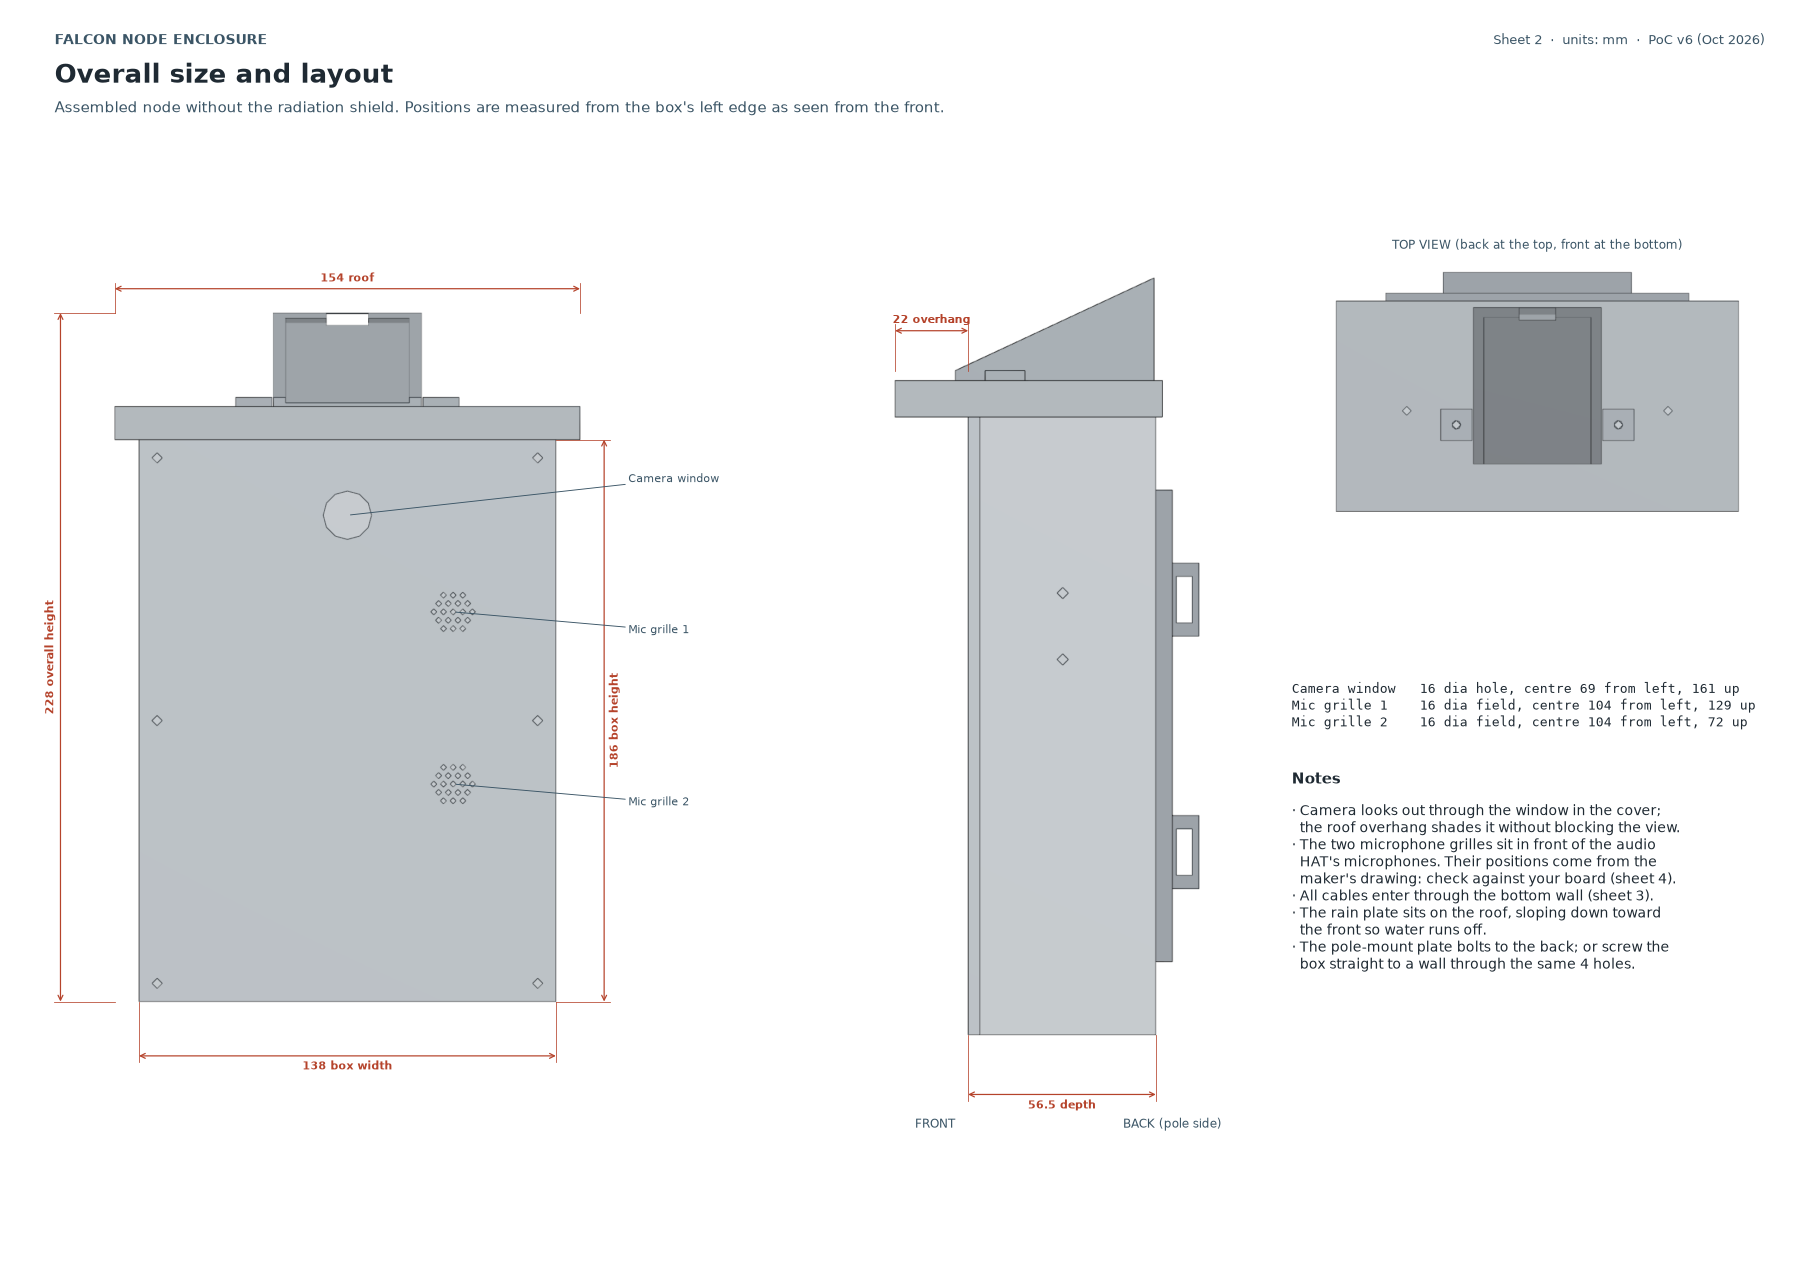 FALCON NODE ENCLOSURE
Sheet 2 · units: mm · PoC v6 (Oct 2026)
Overall size and layout
Assembled node without the radiation shield. Positions are measured from the box's left edge as seen from the front.
TOP VIEW (back at the top, front at the bottom)
154 roof
22 overhang
Camera window
Mic grille 1
228 overall height
186 box height
Mic grille 2
138 box width
56.5 depth
FRONT
BACK (pole side)
Camera window 16 dia hole, centre 69 from left, 161 up
Mic grille 1 16 dia field, centre 104 from left, 129 up
Mic grille 2 16 dia field, centre 104 from left, 72 up
Notes
· Camera looks out through the window in the cover;
the roof overhang shades it without blocking the view.
· The two microphone grilles sit in front of the audio
HAT's microphones. Their positions come from the
maker's drawing: check against your board (sheet 4).
· All cables enter through the bottom wall (sheet 3).
· The rain plate sits on the roof, sloping down toward
the front so water runs off.
· The pole-mount plate bolts to the back; or screw the
box straight to a wall through the same 4 holes.